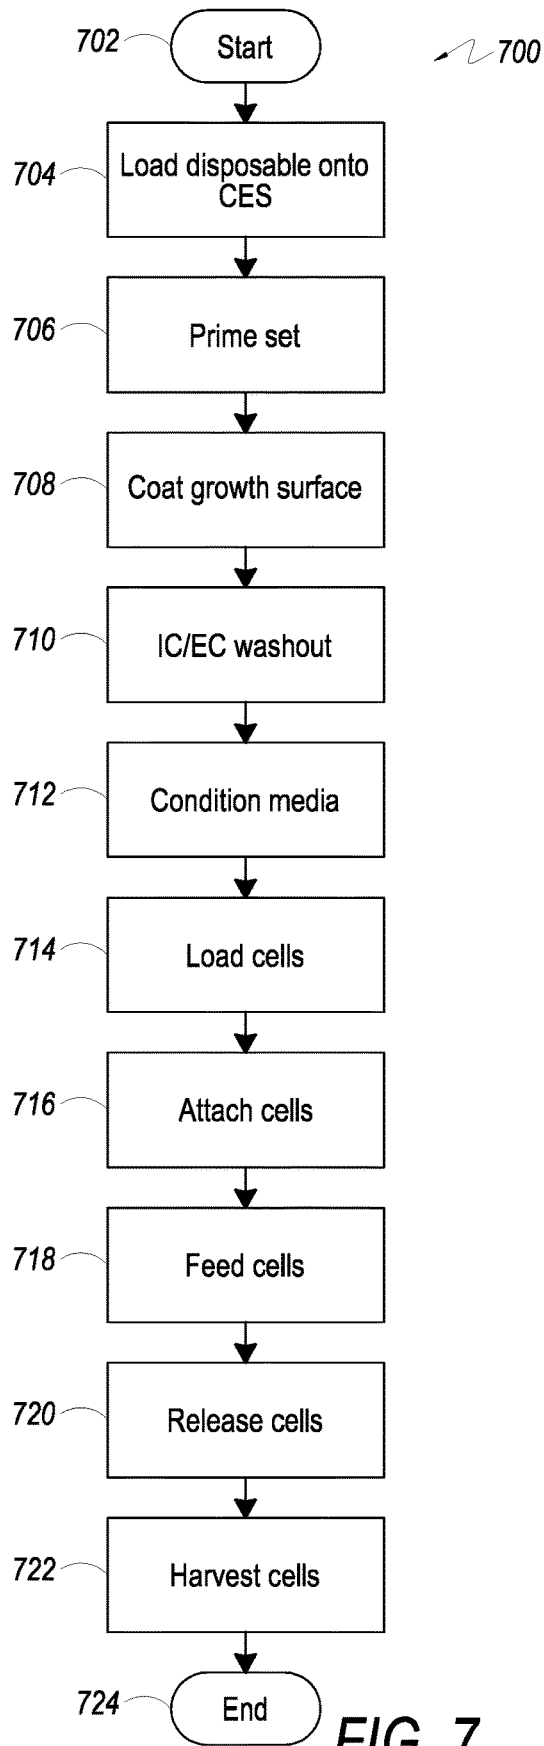 702 Start
700
704 Load disposable onto
CES
706 Prime set
708 Coat growth surface
710 IC/EC washout
712 Condition media
714 Load cells
716 Attach cells
718 Feed cells
720 Release cells
722 Harvest cells
724 End
FIG. 7